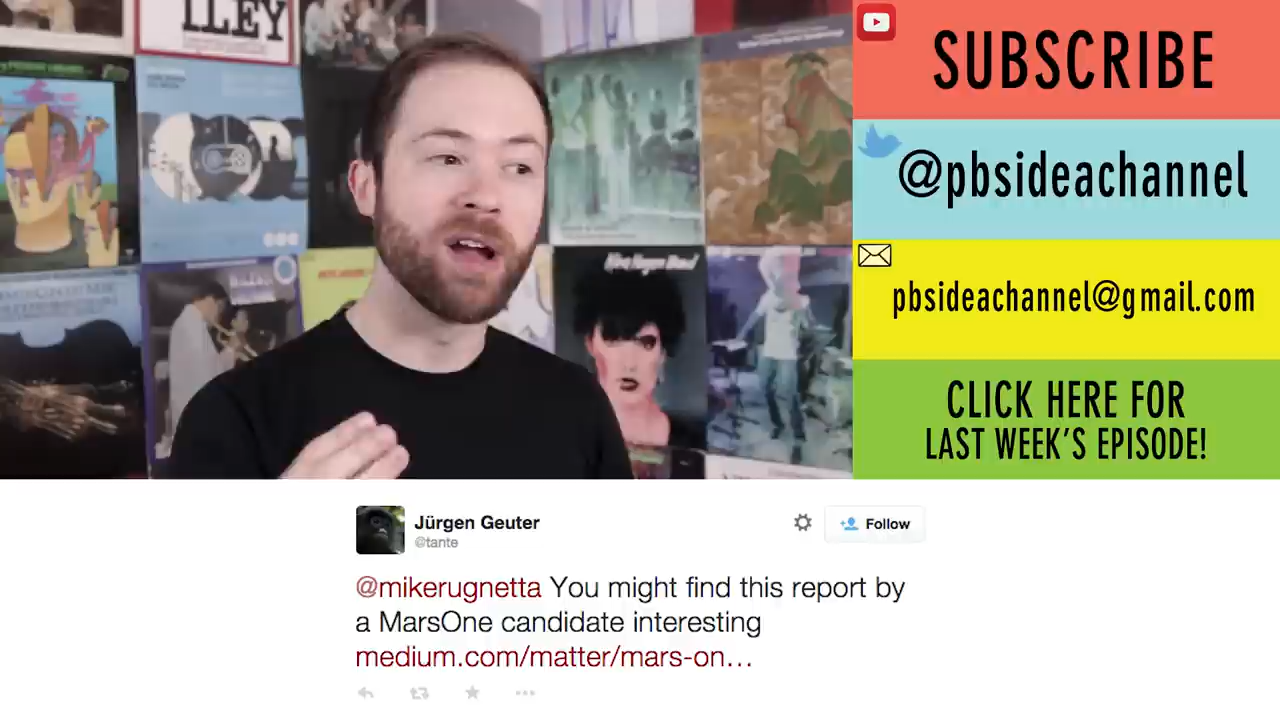 ILEY
SUBSCRIBE
@pbsideachannel
pbsideachannel@gmail.com
CLICK HERE FOR
LAST WEEK'S EPISODE!
Jürgen Geuter
@tante
Follow
@mikerugnetta You might find this report by
a MarsOne candidate interesting
medium.com/matter/mars-on…